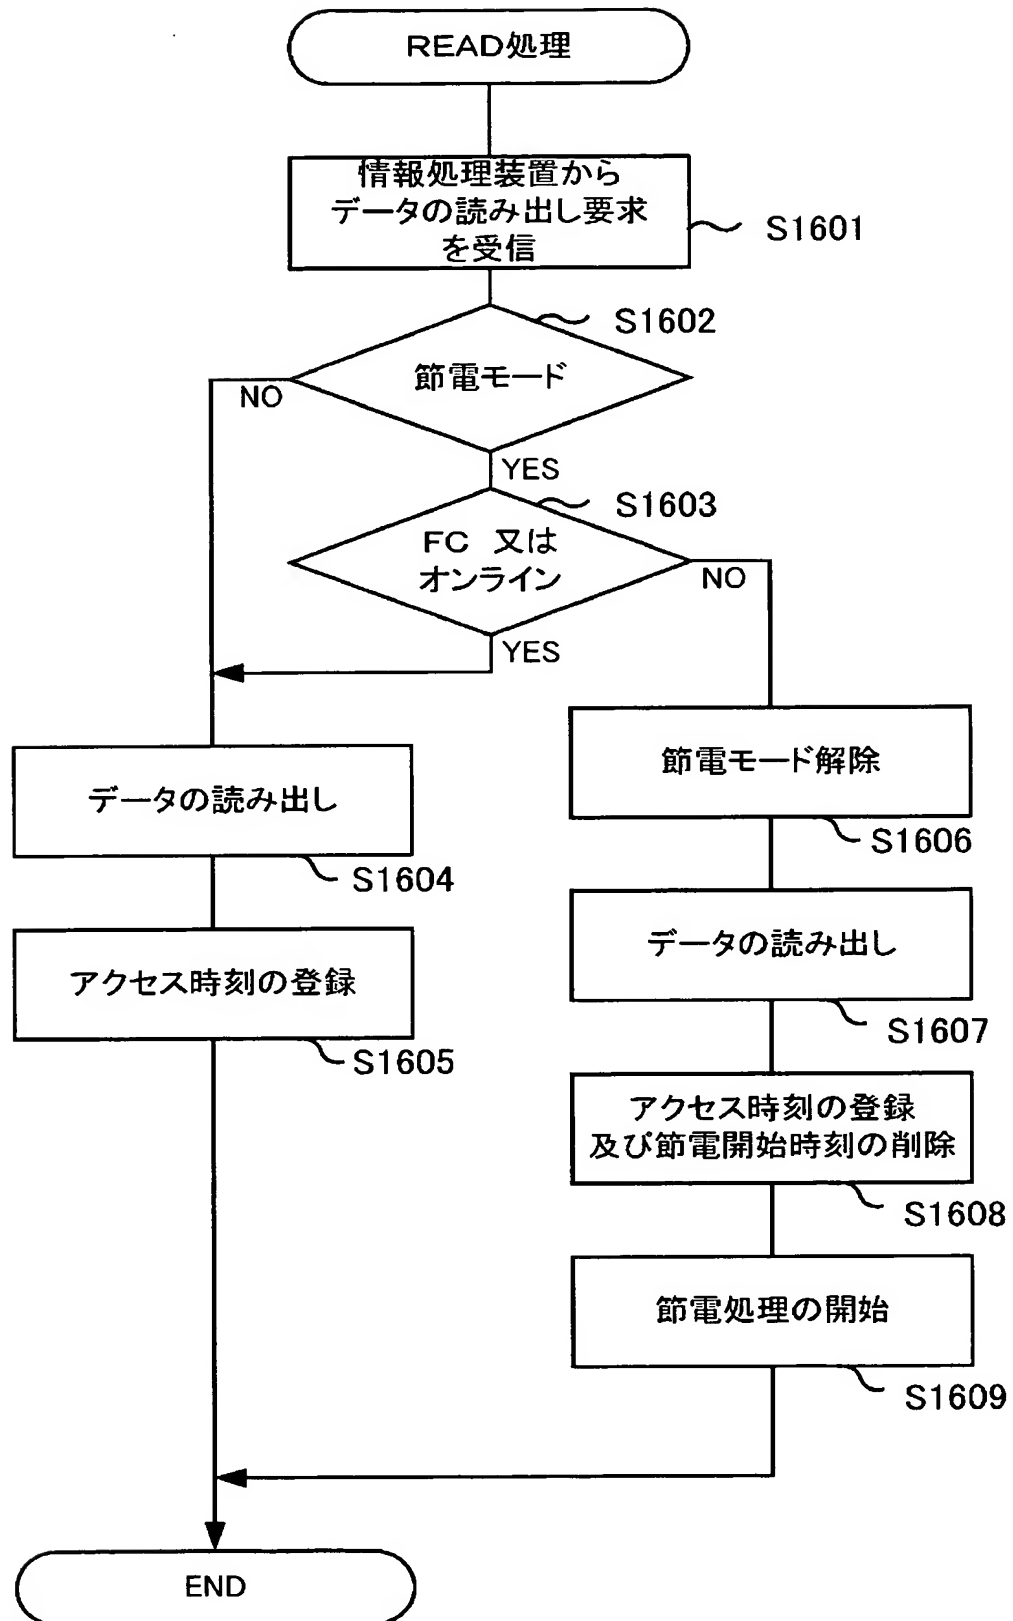 READ処理
情報処理装置から
データの読み出し要求
を受信
S1601
S1602
節電モード
NO
YES
S1603
FC 又は
オンライン
NO
YES
節電モード解除
S1606
データの読み出し
S1604
データの読み出し
S1607
アクセス時刻の登録
S1605
アクセス時刻の登録
及び節電開始時刻の削除
S1608
節電処理の開始
S1609
END